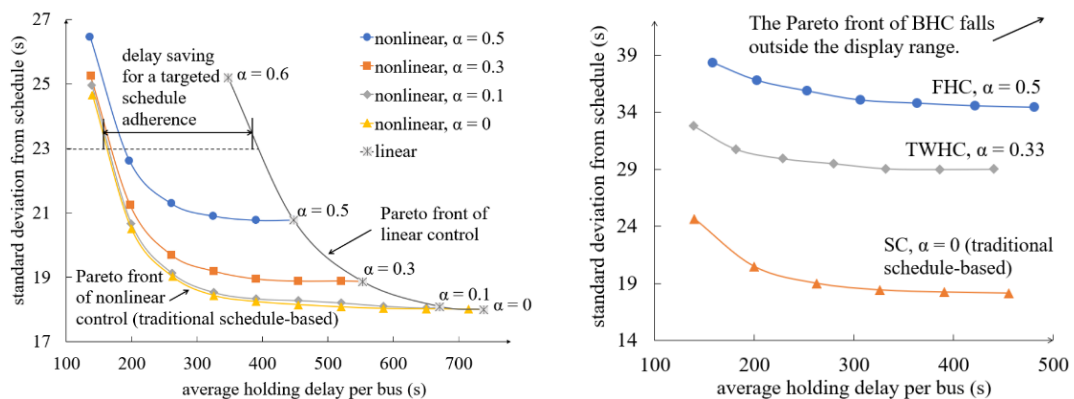 27
25
23
21
19
17
100
200
300
400
500
600
700
standard deviation from schedule (s)
average holding delay per bus (s)
delay saving
for a targeted
schedule
adherence
α = 0.6
nonlinear, α = 0.5
nonlinear, α = 0.3
nonlinear, α = 0.1
nonlinear, α = 0
linear
α = 0.5
Pareto front of
linear control
α = 0.3
α = 0.1
α = 0
Pareto front
of nonlinear
control (traditional schedule-based)
39
34
29
24
19
14
100
200
300
400
500
standard deviation from schedule (s)
average holding delay per bus (s)
The Pareto front of BHC falls
outside the display range.
FHC, α = 0.5
TWHC, α = 0.33
SC, α = 0 (traditional
schedule-based)